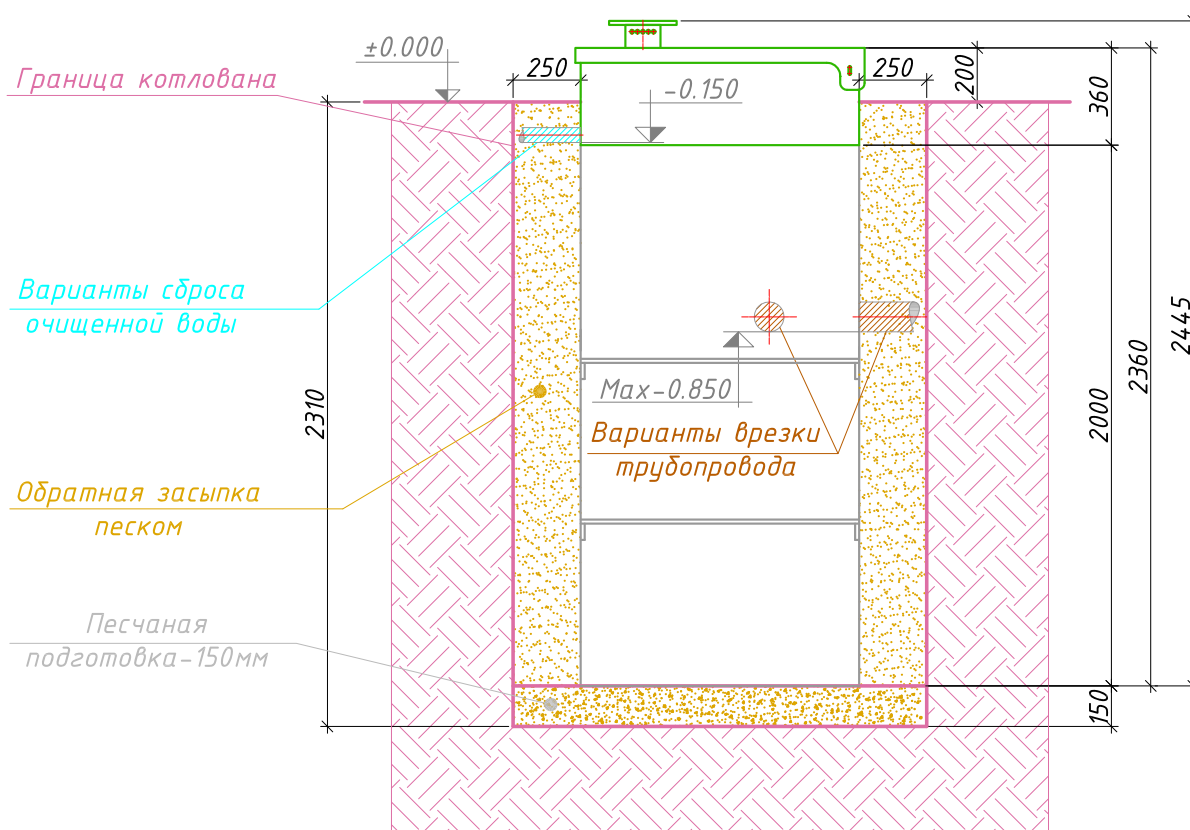 ±0.000
Граница котлована
250
-0.150
250
200
360
Варианты сброса
очищенной воды
2445
2360
2310
Max-0.850
2000
Варианты врезки
трубопровода
Обратная засыпка
песком
Песчаная
подготовка-150мм
150